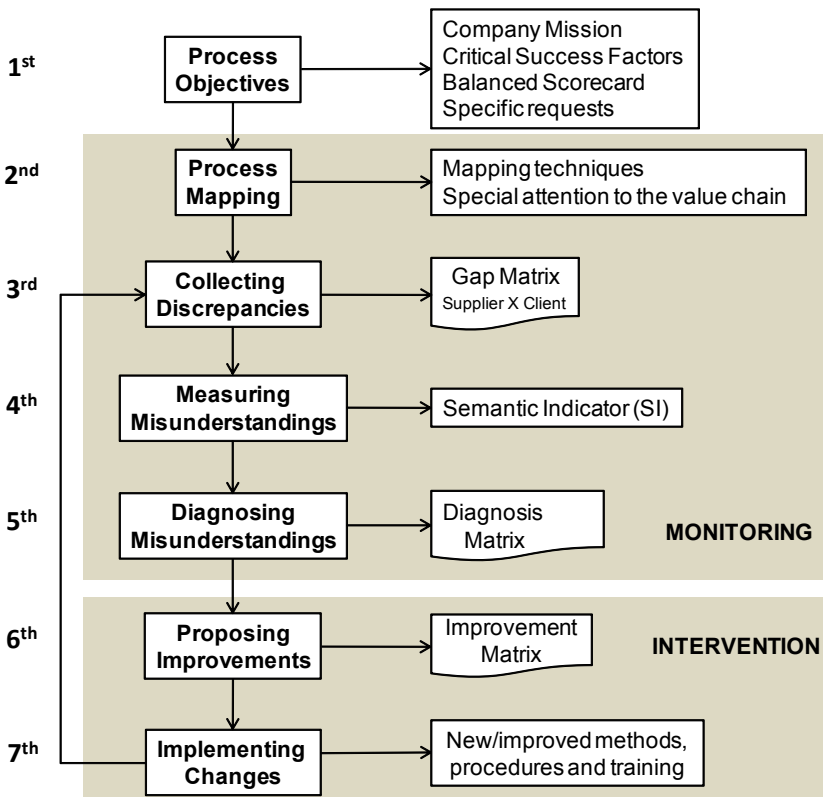 1st
Process
Objectives
Company Mission
Critical Success Factors
Balanced Scorecard
Specific requests
2nd
Process
Mapping
Mapping techniques
Special attention to the value chain
3rd
Collecting
Discrepancies
Gap Matrix
Supplier X Client
4th
Measuring
Misunderstandings
Semantic Indicator (SI)
5th
Diagnosing
Misunderstandings
Diagnosis
Matrix
MONITORING
6th
Proposing
Improvements
Improvement
Matrix
INTERVENTION
7th
Implementing
Changes
New/improved methods,
procedures and training